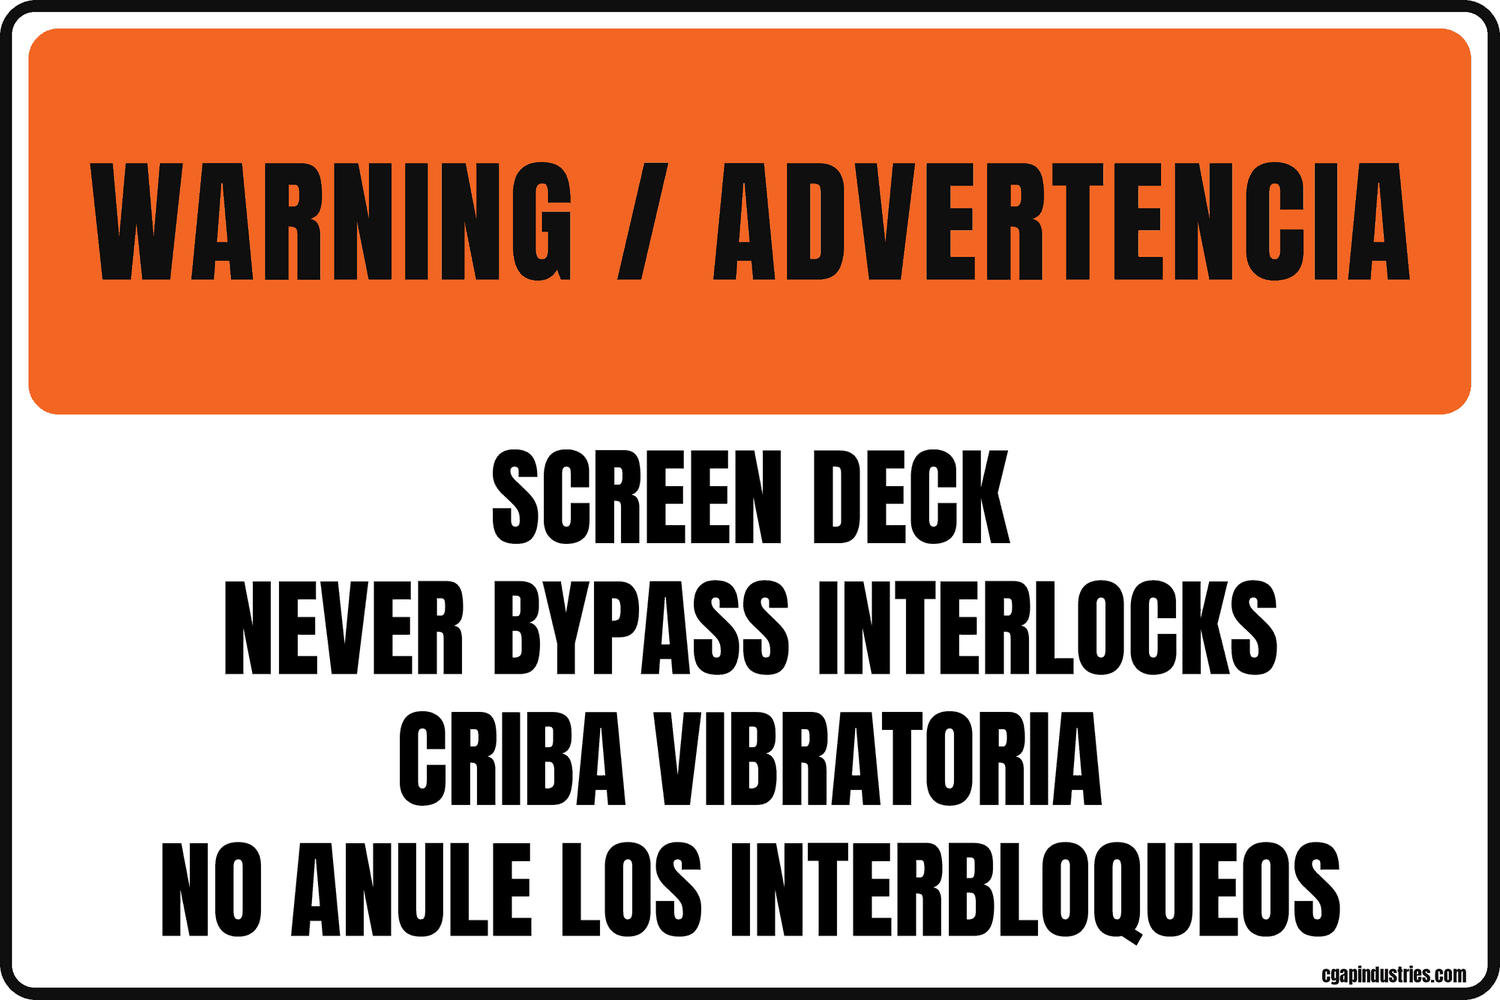 WARNING / ADVERTENCIA
SCREEN DECK
NEVER BYPASS INTERLOCKS
CRIBA VIBRATORIA
NO ANULE LOS INTERBLOQUEOS
cgapindustries.com